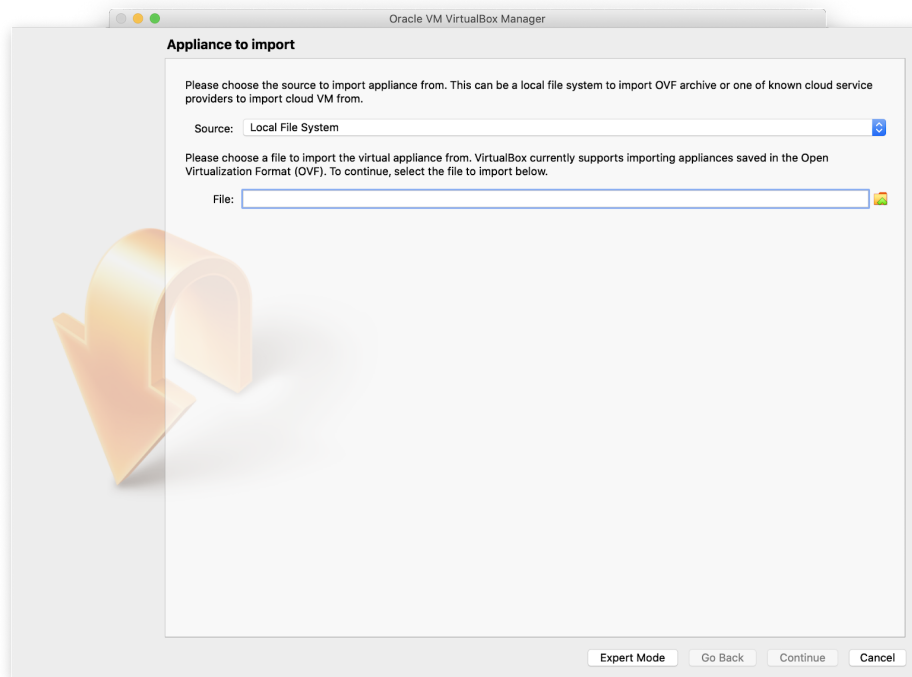 Oracle VM VirtualBox Manager
Appliance to import
Please choose the source to import appliance from. This can be a local file system to import OVF archive or one of known cloud service
providers to import cloud VM from.
Source: Local File System
Please choose a file to import the virtual appliance from. VirtualBox currently supports importing appliances saved in the Open
Virtualization Format (OVF). To continue, select the file to import below.
File:
Expert Mode Go Back Continue Cancel